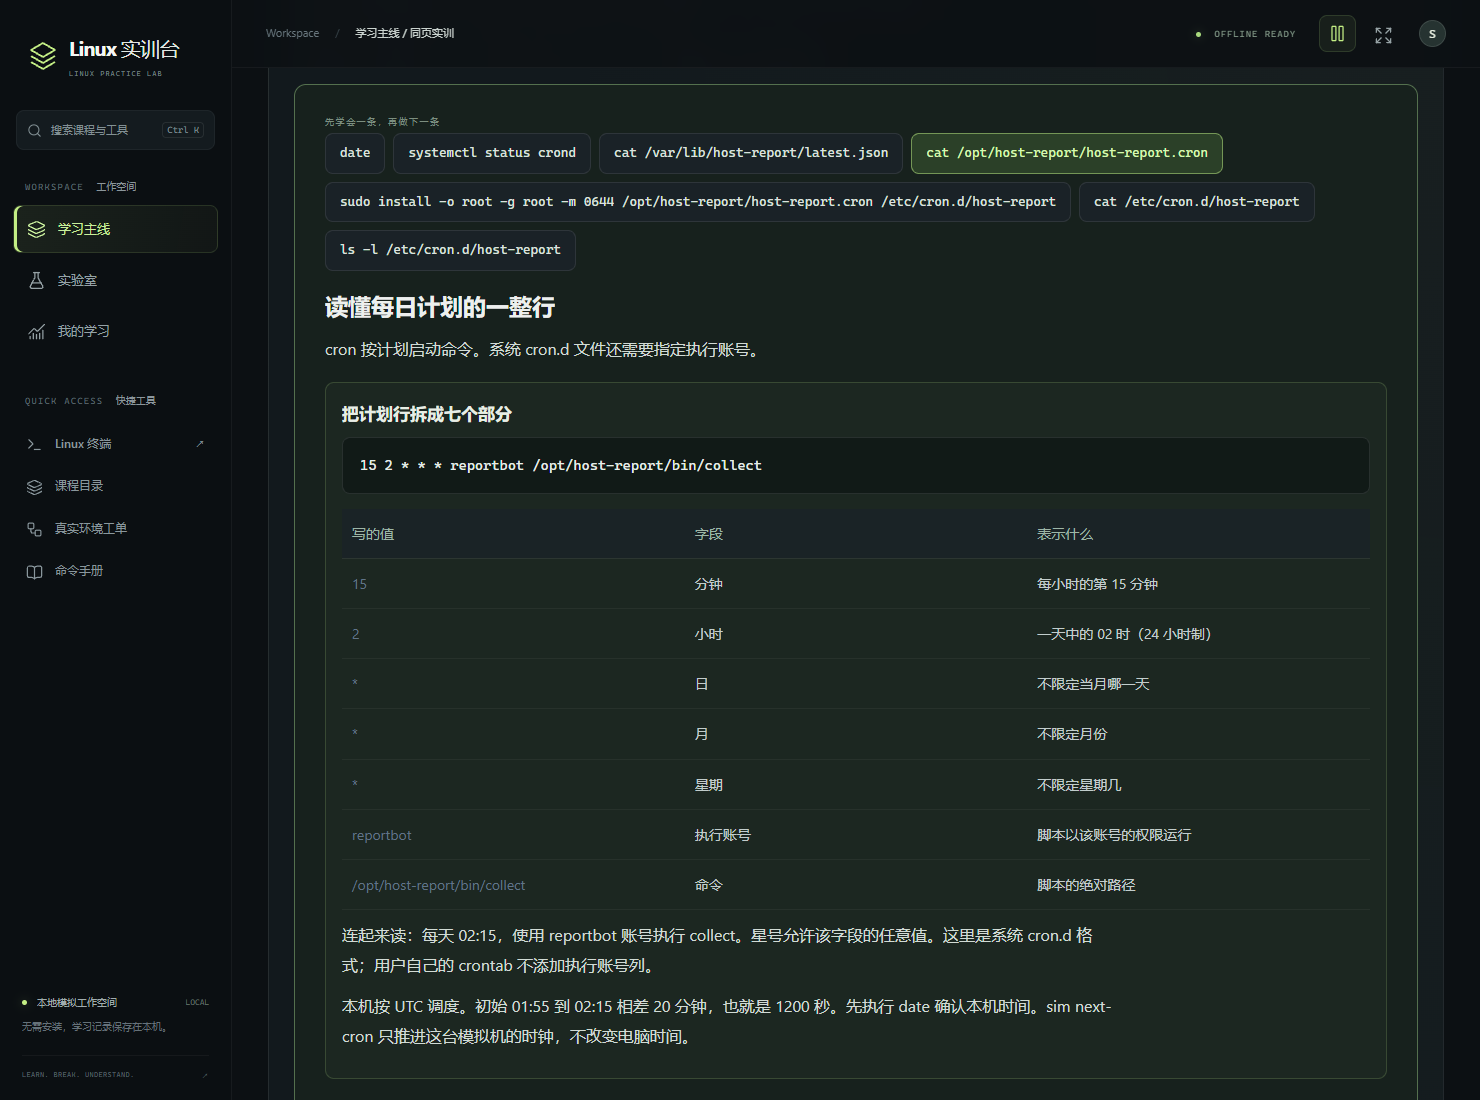 Linux 实训台
LINUX PRACTICE LAB
搜索课程与工具
Ctrl K
WORKSPACE 工作空间
学习主线
实验室
我的学习
QUICK ACCESS 快捷工具
Linux 终端
课程目录
真实环境工单
命令手册
本地模拟工作空间
LOCAL
无需安装，学习记录保存在本机。
LEARN. BREAK. UNDERSTAND.
Workspace / 学习主线 / 同页实训
OFFLINE READY
S
先学会一条，再做下一条
date
systemctl status crond
cat /var/lib/host-report/latest.json
cat /opt/host-report/host-report.cron
sudo install -o root -g root -m 0644 /opt/host-report/host-report.cron /etc/cron.d/host-report
cat /etc/cron.d/host-report
ls -l /etc/cron.d/host-report
读懂每日计划的一整行
cron 按计划启动命令。系统 cron.d 文件还需要指定执行账号。
把计划行拆成七个部分
15 2 * * * reportbot /opt/host-report/bin/collect
写的值 字段 表示什么
15 分钟 每小时的第 15 分钟
2 小时 一天中的 02 时（24 小时制）
* 日 不限定当月哪一天
* 月 不限定月份
* 星期 不限定星期几
reportbot 执行账号 脚本以该账号的权限运行
/opt/host-report/bin/collect 命令 脚本的绝对路径
连起来读：每天 02:15，使用 reportbot 账号执行 collect。星号允许该字段的任意值。这里是系统 cron.d 格
式；用户自己的 crontab 不添加执行账号列。
本机按 UTC 调度。初始 01:55 到 02:15 相差 20 分钟，也就是 1200 秒。先执行 date 确认本机时间。sim next-
cron 只推进这台模拟机的时钟，不改变电脑时间。